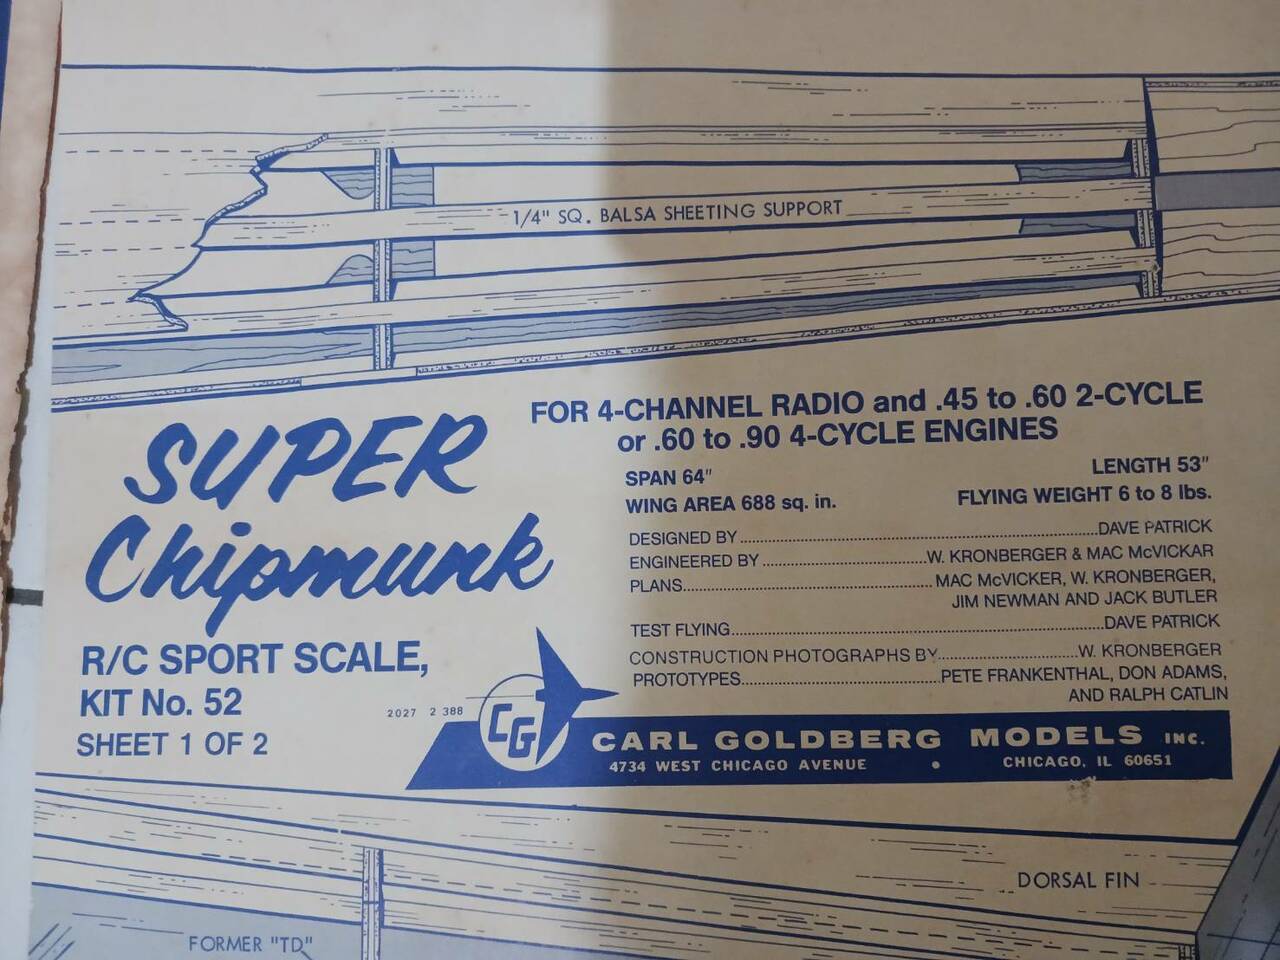 1/4" SQ. BALSA SHEETING SUPPORT
SUPER
Chipmunk
R/C SPORT SCALE,
KIT No. 52
SHEET 1 OF 2
FOR 4-CHANNEL RADIO and .45 to .60 2-CYCLE
or .60 to .90 4-CYCLE ENGINES
SPAN 64" LENGTH 53"
WING AREA 688 sq. in. FLYING WEIGHT 6 to 8 lbs.
DESIGNED BY DAVE PATRICK
ENGINEERED BY W. KRONBERGER & MAC McVICKAR
PLANS MAC McVICKER, W. KRONBERGER,
JIM NEWMAN AND JACK BUTLER
TEST FLYING DAVE PATRICK
CONSTRUCTION PHOTOGRAPHS BY W. KRONBERGER
PROTOTYPES PETE FRANKENTHAL, DON ADAMS,
AND RALPH CATLIN
2027 2 388
CG
CARL GOLDBERG MODELS INC.
4734 WEST CHICAGO AVENUE • CHICAGO, IL 60651
DORSAL FIN
FORMER "TD"